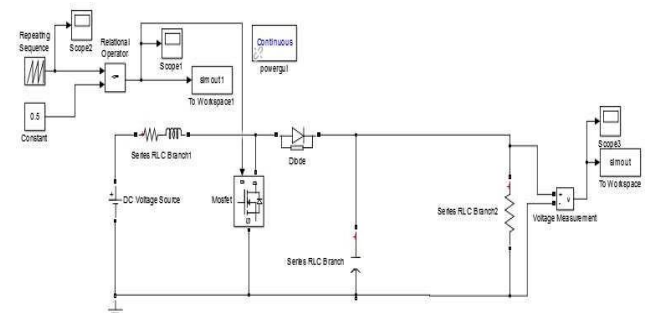 Repeating
Sequence
Scope2
Relational
Operator
<=
Scope1
simout1
To Workspace1
Continuous
powergui
0.5
Constant
Series RLC Branch1
Diode
DC Voltage Source
Mosfet
Series RLC Branch
Series RLC Branch2
Scope3
simout
To Workspace
+
-
v
Voltage Measurement